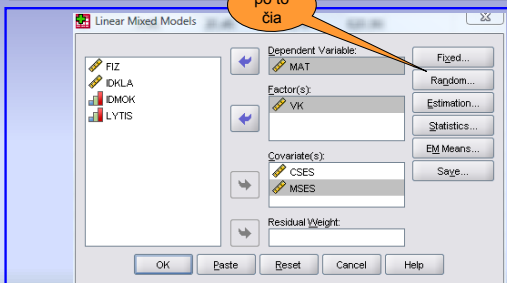 po to
čia
Linear Mixed Models
FIZ
IDKLA
IDMOK
LYTIS
Dependent Variable:
MAT
Factor(s):
VK
Covariate(s):
CSES
MSES
Residual Weight:
Fixed...
Random...
Estimation...
Statistics...
EM Means...
Save...
OK
Paste
Reset
Cancel
Help